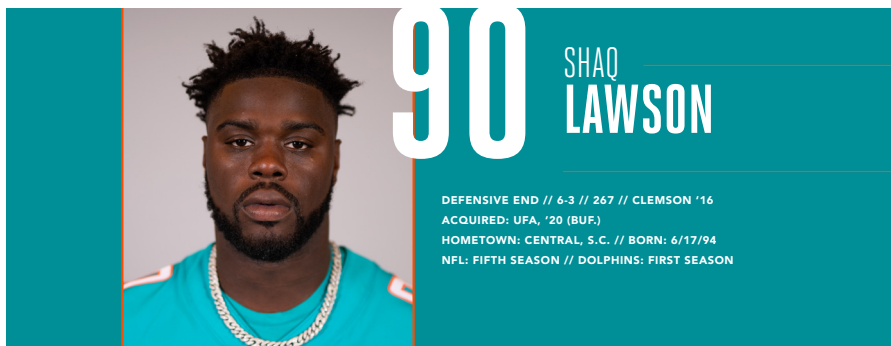 90
SHAQ
LAWSON
DEFENSIVE END // 6-3 // 267 // CLEMSON ‘16
ACQUIRED: UFA, ‘20 (BUF.)
HOMETOWN: CENTRAL, S.C. // BORN: 6/17/94
NFL: FIFTH SEASON // DOLPHINS: FIRST SEASON